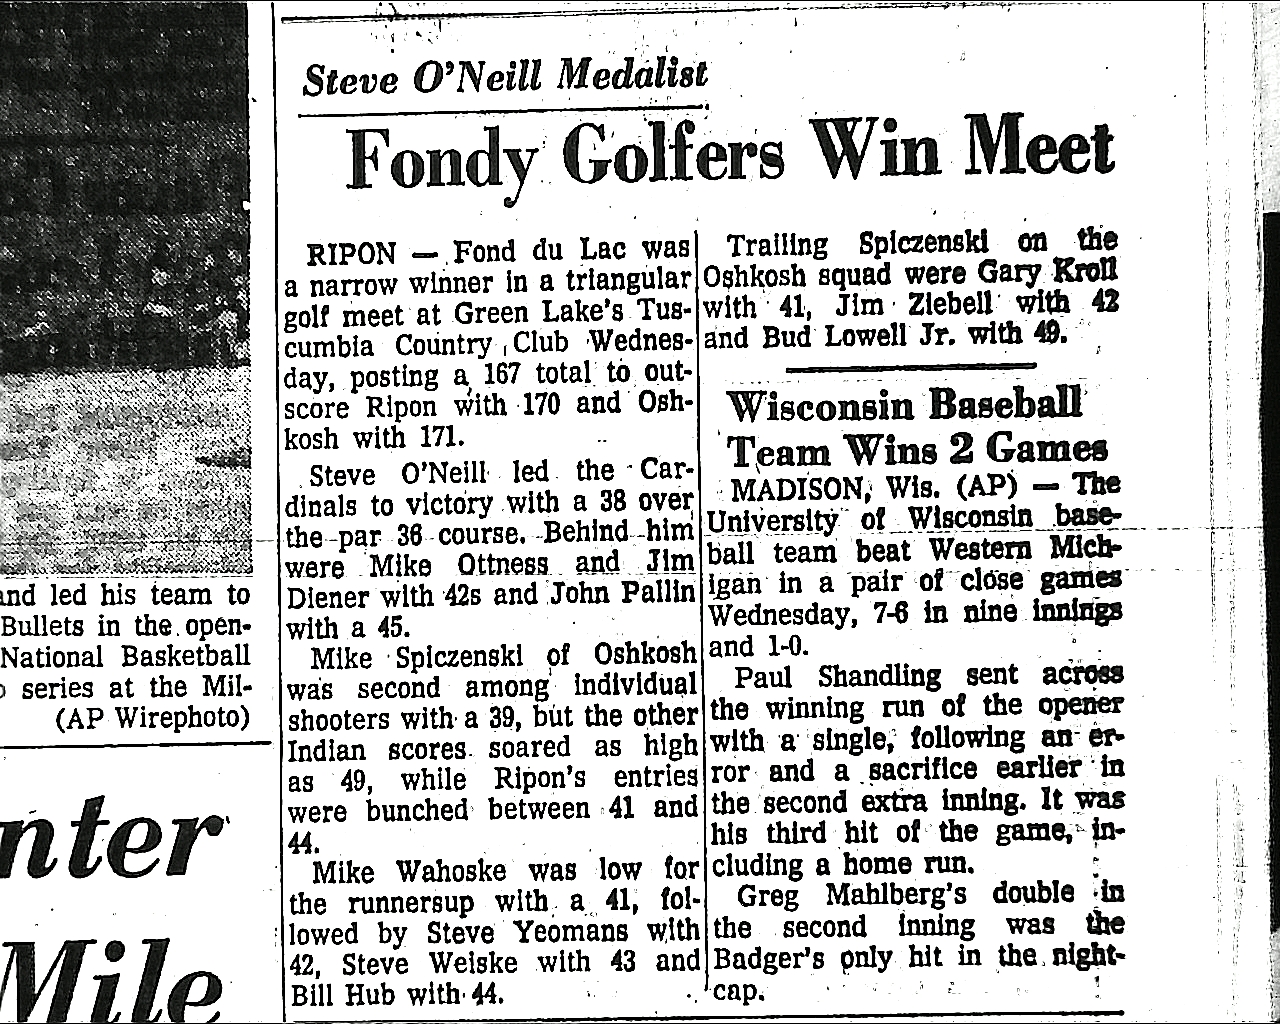 Steve O'Neill Medalist
Fondy Golfers Win Meet
RIPON — Fond du Lac was
a narrow winner in a triangular
golf meet at Green Lake's Tus-
cumbia Country Club Wednes-
day, posting a 167 total to out-
score Ripon with 170 and Osh-
kosh with 171.
Steve O'Neill led the Car-
dinals to victory with a 38 over
the par 36 course. Behind him
were Mike Ottness and Jim
Diener with 42s and John Pallin
with a 45.
Mike Spiczenski of Oshkosh
was second among individual
shooters with a 39, but the other
Indian scores soared as high
as 49, while Ripon's entries
were bunched between 41 and
44.
Mike Wahoske was low for
the runnersup with a 41, fol-
lowed by Steve Yeomans with
42, Steve Weiske with 43 and
Bill Hub with 44.
Trailing Spiczenski on the
Oshkosh squad were Gary Kroll
with 41, Jim Ziebell with 42
and Bud Lowell Jr. with 49.
Wisconsin Baseball
Team Wins 2 Games
MADISON, Wis. (AP) — The
University of Wisconsin base-
ball team beat Western Mich-
igan in a pair of close games
Wednesday, 7-6 in nine innings
and 1-0.
Paul Shandling sent across
the winning run of the opener
with a single, following an er-
ror and a sacrifice earlier in
the second extra inning. It was
his third hit of the game, in-
cluding a home run.
Greg Mahlberg's double in
the second inning was the
Badger's only hit in the night-
cap.
and led his team to
Bullets in the open-
National Basketball
series at the Mil-
(AP Wirephoto)
nter
Mile